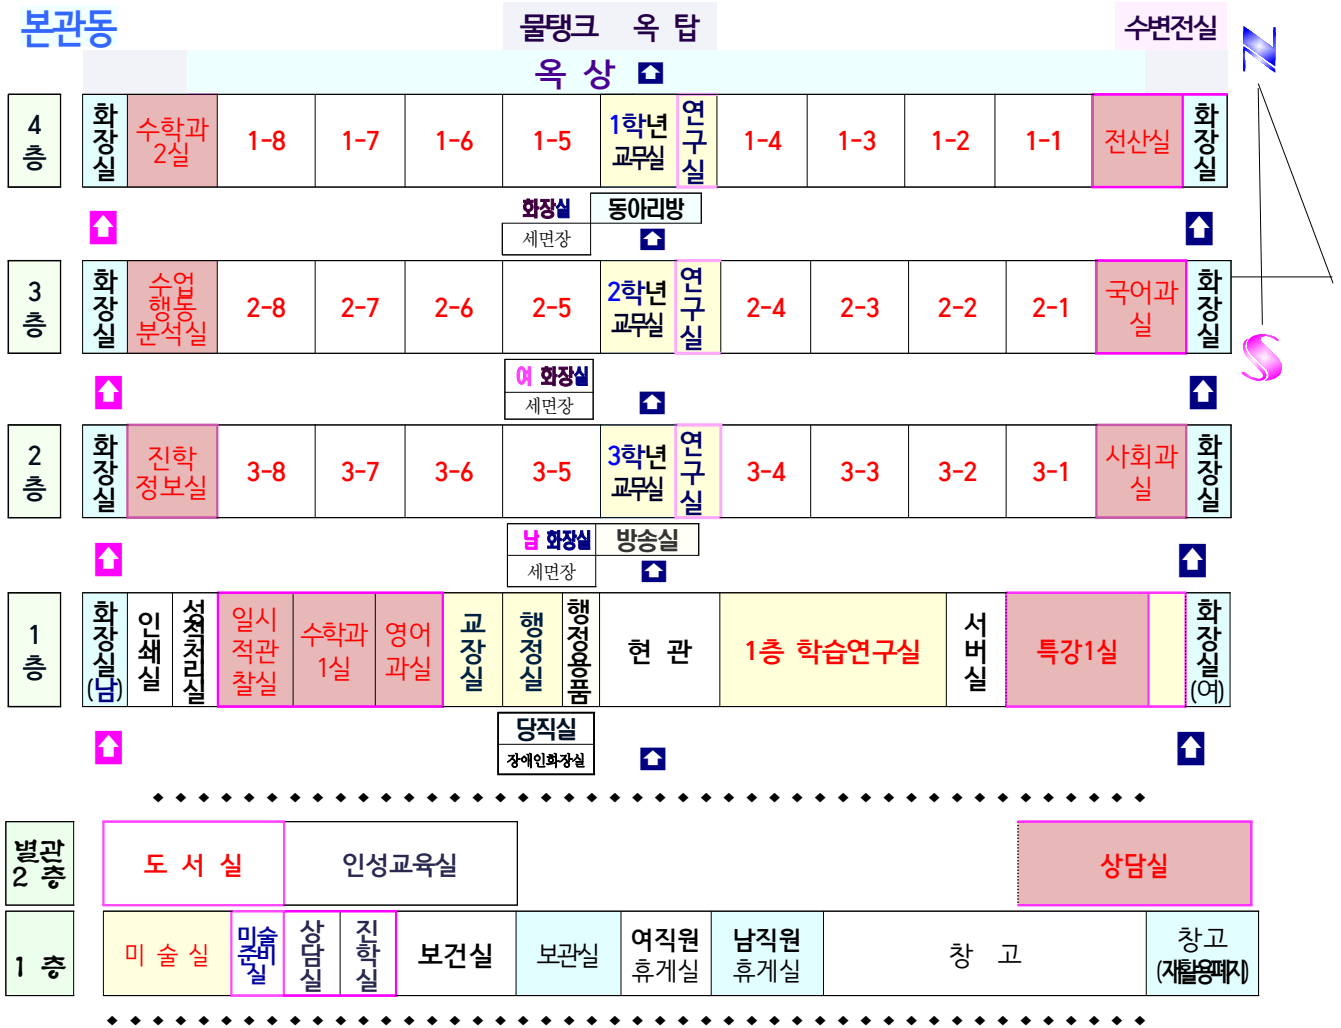 본관동
물탱크 옥 탑
수변전실
N
옥 상
4
층
화
장
실
수학과
2실
1-8
1-7
1-6
1-5
1학년
교무실
연
구
실
1-4
1-3
1-2
1-1
전산실
화
장
실
화장실
동아리방
세면장
3
층
화
장
실
수업
행동
분석실
2-8
2-7
2-6
2-5
2학년
교무실
연
구
실
2-4
2-3
2-2
2-1
국어과
실
화
장
실
S
여 화장실
세면장
2
층
화
장
실
진학
정보실
3-8
3-7
3-6
3-5
3학년
교무실
연
구
실
3-4
3-3
3-2
3-1
사회과
실
화
장
실
남 화장실
방송실
세면장
1
층
화
장
실
(남)
인
쇄
실
성
적
처
리
실
일시
적관
찰실
수학과
1실
영어
과실
교
장
실
행
정
실
행
정
용
품
현 관
1층 학습연구실
서
버
실
특강1실
화
장
실
(여)
당직실
장애인화장실
별관
2 층
도 서 실
인성교육실
상담실
1 층
미 술 실
미술
준비
실
상
담
실
진
학
실
보건실
보관실
여직원
휴게실
남직원
휴게실
창 고
창고
(재활용폐지)